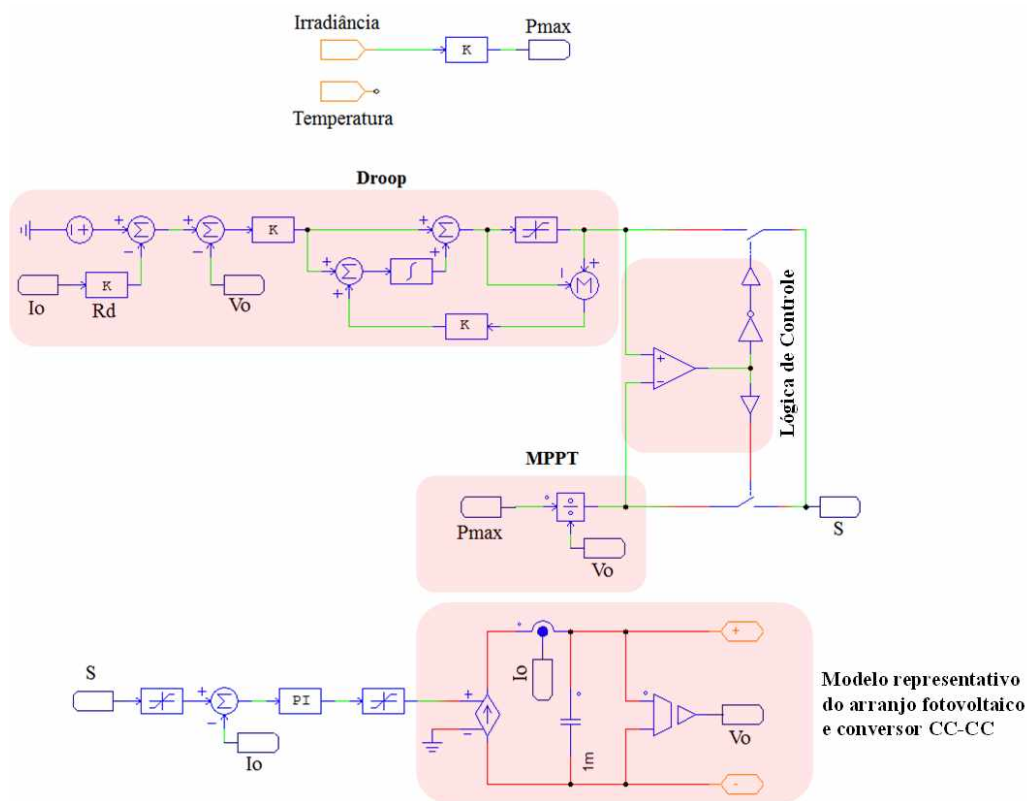 Irradiância
Pmax
K
Temperatura
Droop
K
K
Io
Rd
Vo
M
K
Lógica de Controle
MPPT
Pmax
Vo
S
S
PI
Io
Io
1m
Vo
Modelo representativo
do arranjo fotovoltaico
e conversor CC-CC